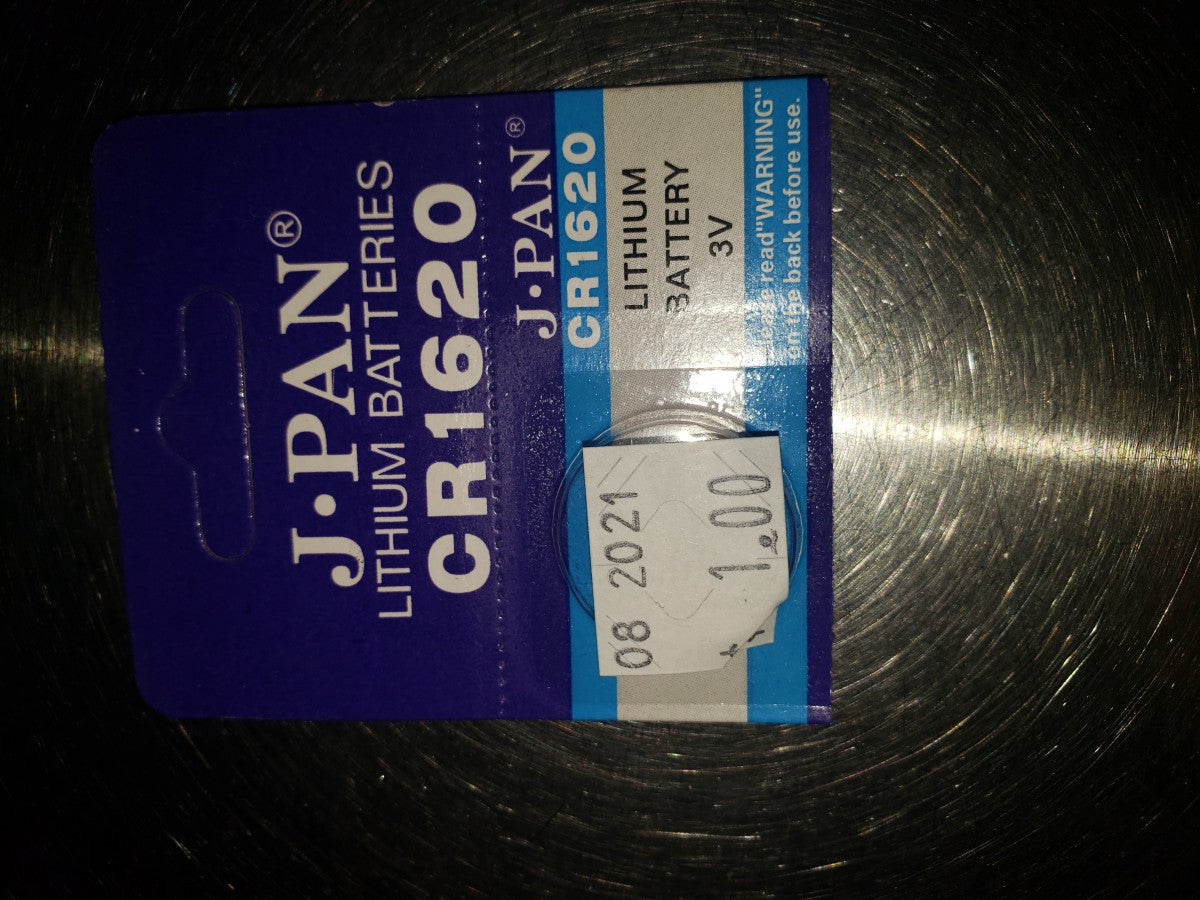 J·PAN®
LITHIUM BATTERIES
CR1620
J·PAN®
CR1620
LITHIUM
BATTERY
3V
read"WARNING"
on the back before use.
08 2021
1.00